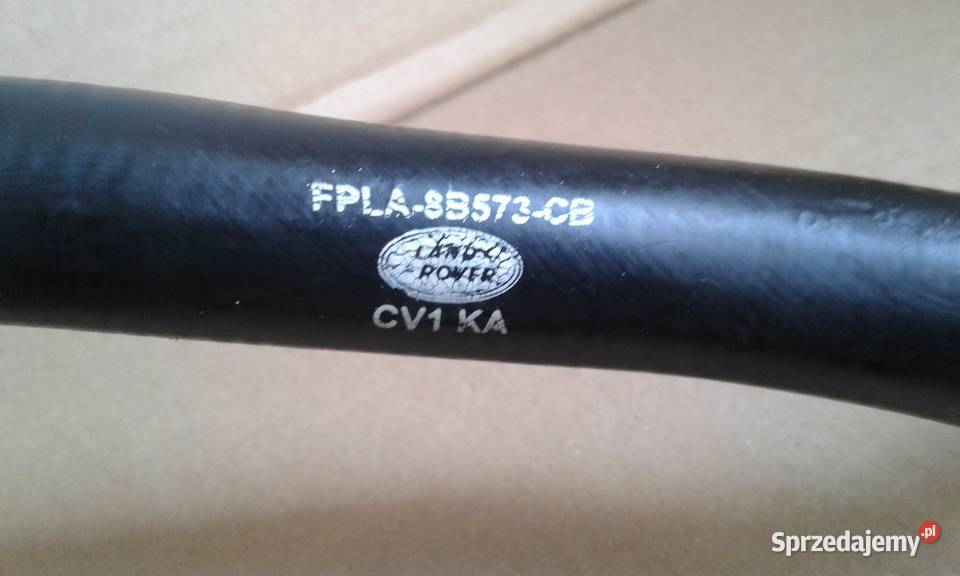 FPLA-8B573-CB
LAND
ROVER
CV1 KA
Sprzedajemy.pl